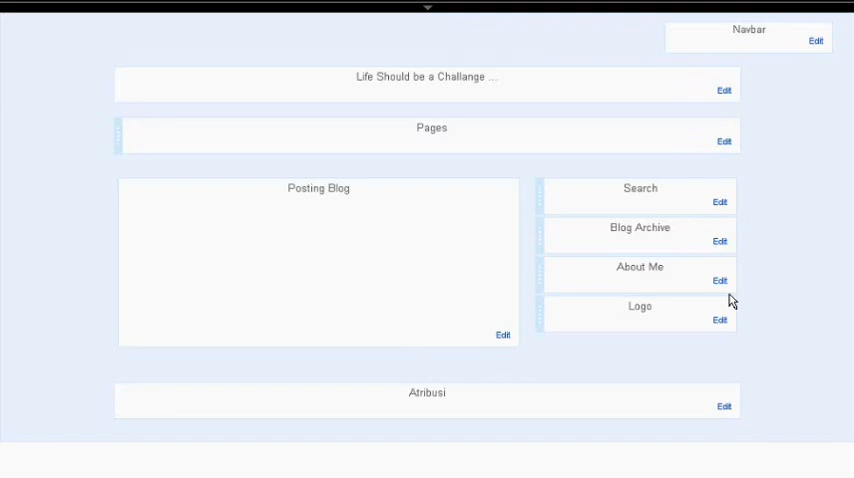 Navbar
Edit
Life Should be a Challange ...
Edit
Pages
Edit
Posting Blog
Edit
Search
Edit
Blog Archive
Edit
About Me
Edit
Logo
Edit
Atribusi
Edit